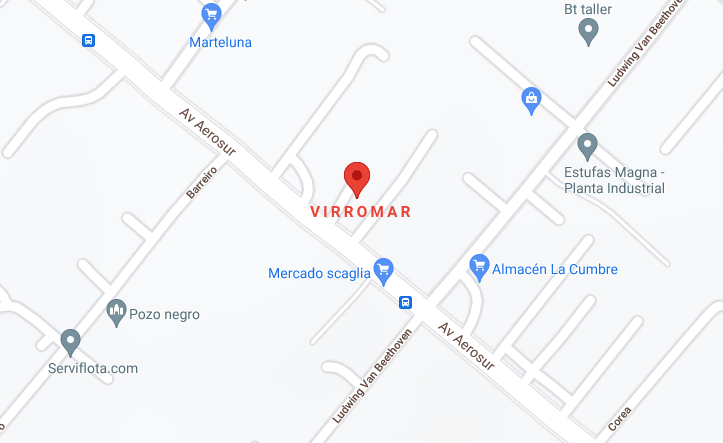 Bt taller
Marteluna
Ludwing Van Beethoven
Av Aerosur
Barreiro
Estufas Magna -
Planta Industrial
VIRROMAR
Mercado scaglia
Almacén La Cumbre
Pozo negro
Av Aerosur
Ludwing Van Beethoven
Serviflota.com
Corea